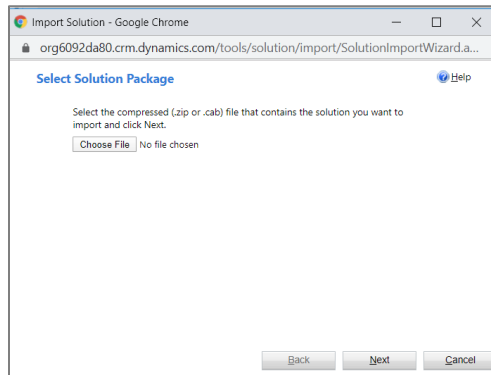 Import Solution - Google Chrome
org6092da80.crm.dynamics.com/tools/solution/import/SolutionImportWizard.a...
Select Solution Package
Help
Select the compressed (.zip or .cab) file that contains the solution you want to
import and click Next.
Choose File No file chosen
Back Next Cancel